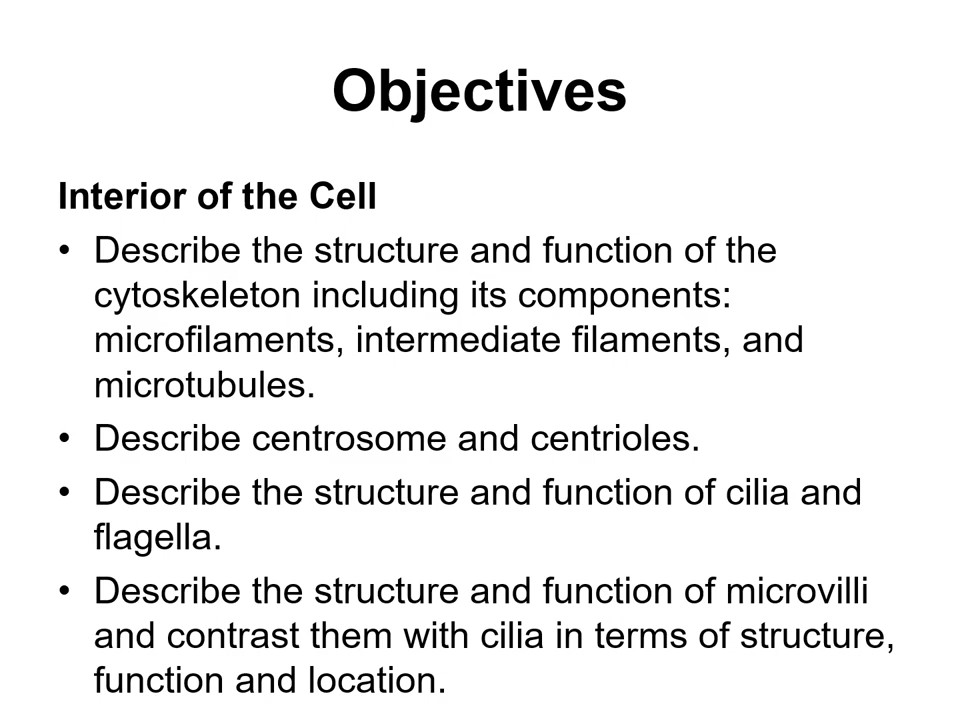 Objectives
Interior of the Cell
• Describe the structure and function of the
cytoskeleton including its components:
microfilaments, intermediate filaments, and
microtubules.
• Describe centrosome and centrioles.
• Describe the structure and function of cilia and
flagella.
• Describe the structure and function of microvilli
and contrast them with cilia in terms of structure,
function and location.